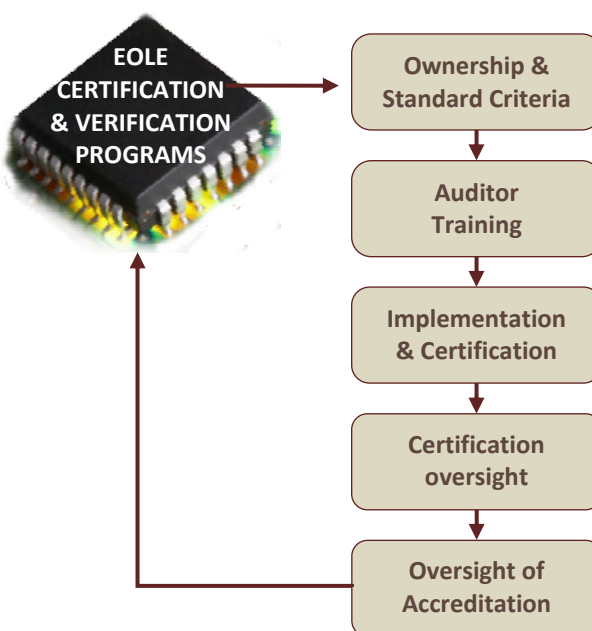 EOLE
CERTIFICATION
& VERIFICATION
PROGRAMS
Ownership &
Standard Criteria
Auditor
Training
Implementation
& Certification
Certification
oversight
Oversight of
Accreditation